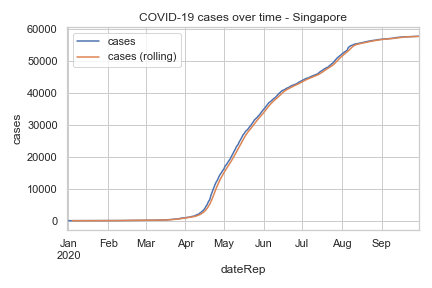 COVID-19 cases over time - Singapore
cases
cases (rolling)
60000
50000
40000
30000
20000
10000
0
cases
Jan Feb Mar Apr May Jun Jul Aug Sep
2020
dateRep